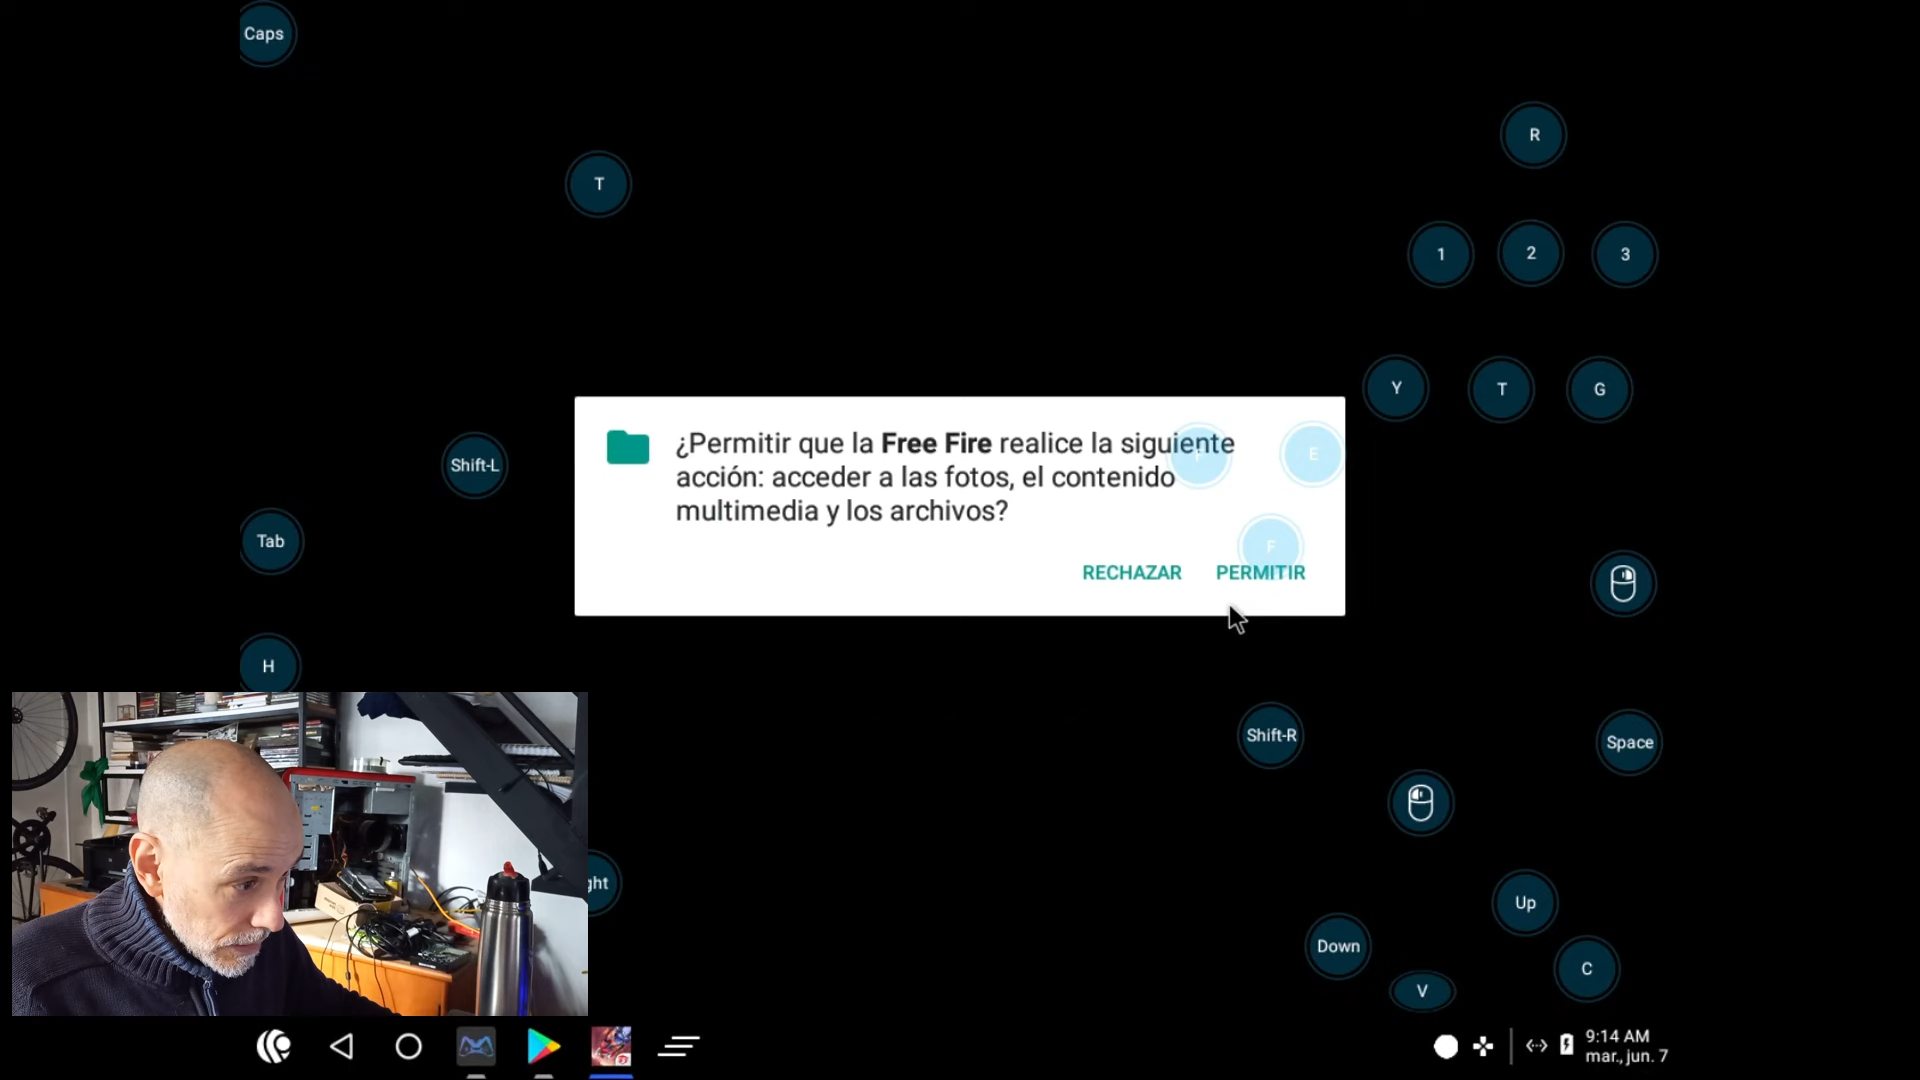 Caps
R
T
1 2 3
Y T G
¿Permitir que la Free Fire realice la siguiente
acción: acceder a las fotos, el contenido
multimedia y los archivos?
E
F
RECHAZAR PERMITIR
Shift-L
Tab
H
Shift-R
Space
ght
Up
Down
C
V
9:14 AM
mar., jun. 7